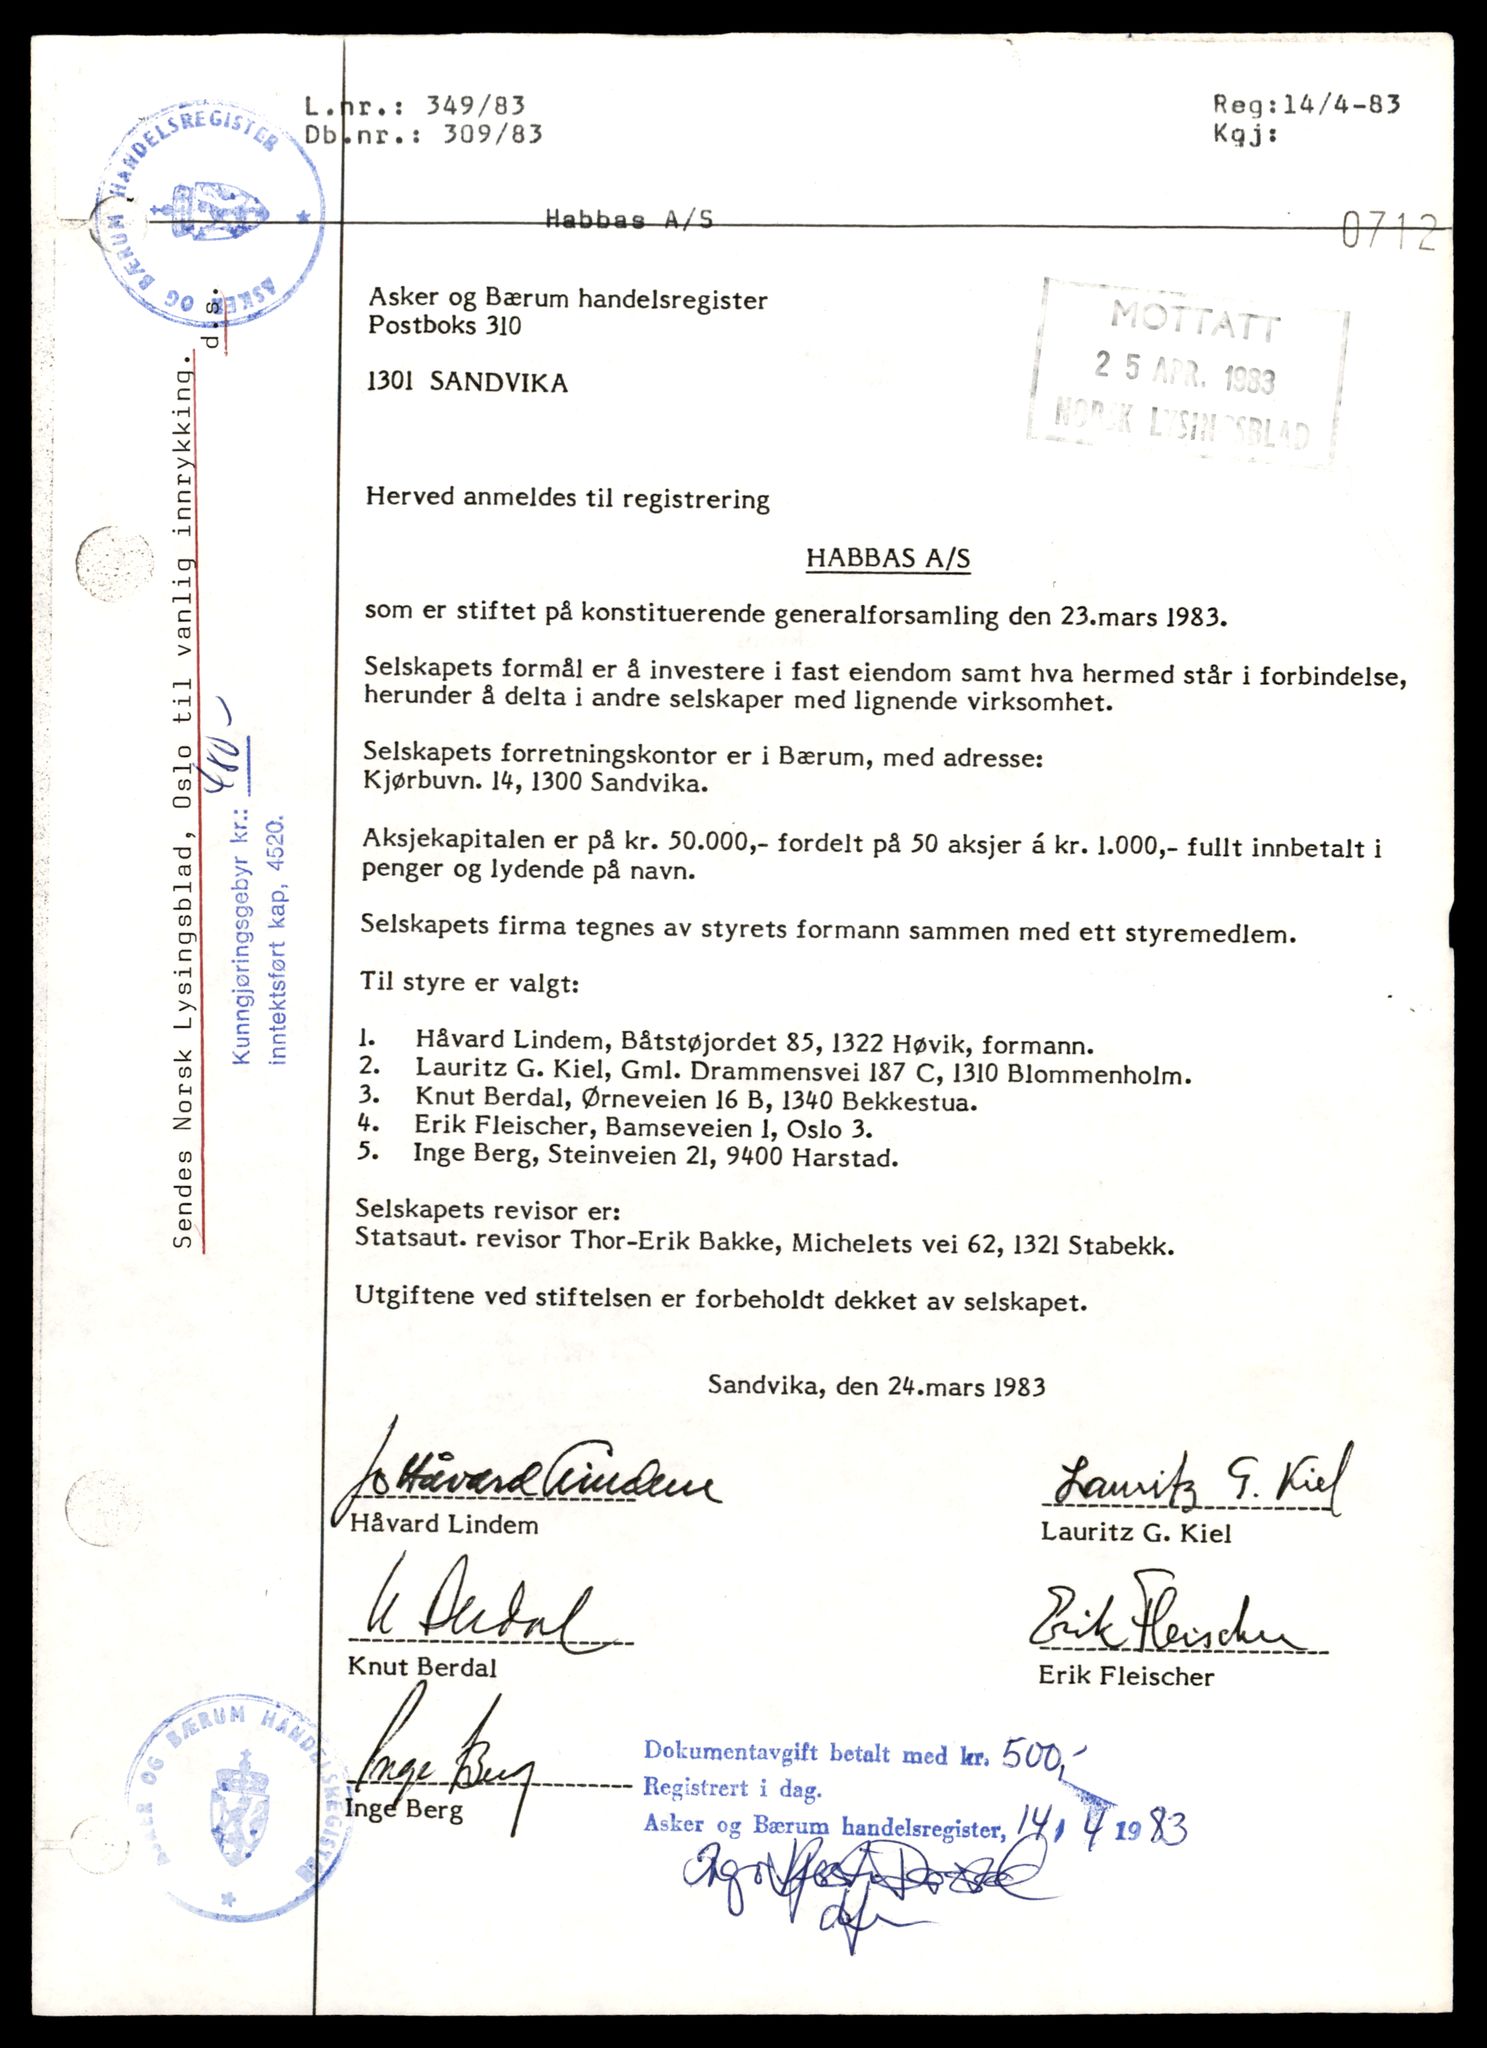 L.nr.: 349/83
Db.nr.: 309/83
Reg:14/4-83
Kgj:
ASKER OG BÆRUM HANDELSREGISTER
Habbas A/S
0712
Asker og Bærum handelsregister
Postboks 310
1301 SANDVIKA
MOTTATT
25 APR. 1983
NORSK LYSINGSBLAD
Herved anmeldes til registrering
HABBAS A/S
som er stiftet på konstituerende generalforsamling den 23.mars 1983.
Selskapets formål er å investere i fast eiendom samt hva hermed står i forbindelse,
herunder å delta i andre selskaper med lignende virksomhet.
Selskapets forretningskontor er i Bærum, med adresse:
Kjørbuvn. 14, 1300 Sandvika.
Aksjekapitalen er på kr. 50.000,- fordelt på 50 aksjer á kr. 1.000,- fullt innbetalt i
penger og lydende på navn.
Selskapets firma tegnes av styrets formann sammen med ett styremedlem.
Til styre er valgt:
1. Håvard Lindem, Båtstøjordet 85, 1322 Høvik, formann.
2. Lauritz G. Kiel, Gml. Drammensvei 187 C, 1310 Blommenholm.
3. Knut Berdal, Ørneveien 16 B, 1340 Bekkestua.
4. Erik Fleischer, Bamseveien 1, Oslo 3.
5. Inge Berg, Steinveien 21, 9400 Harstad.
Selskapets revisor er:
Statsaut. revisor Thor-Erik Bakke, Michelets vei 62, 1321 Stabekk.
Utgiftene ved stiftelsen er forbeholdt dekket av selskapet.
Sandvika, den 24.mars 1983
Håvard Lindem
Lauritz G. Kiel
Håvard Lindem
Lauritz G. Kiel
K Berdal
Erik Fleischer
Knut Berdal
Erik Fleischer
Inge Berg
Inge Berg
Dokumentavgift betalt med kr. 500,-
Registrert i dag.
Asker og Bærum handelsregister, 14, 4 1983
ASKER OG BÆRUM HANDELSREGISTER
Sendes Norsk Lysingsblad, Oslo til vanlig innrykking.
d.s.
Kunngjøringsgebyr kr.: 480-
inntektsført kap, 4520.